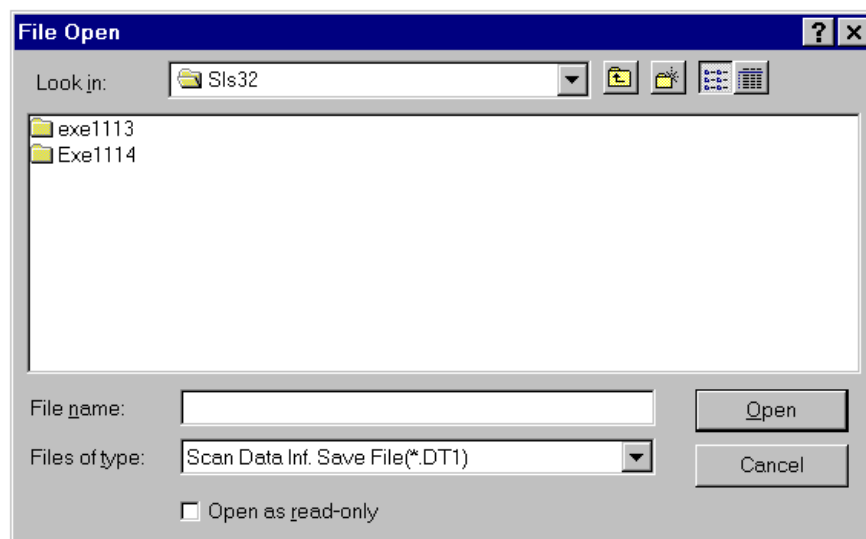 File Open
Look in:
Sls32
exe1113
Exe1114
File name:
Open
Files of type:
Scan Data Inf. Save File(*.DT1)
Cancel
Open as read-only